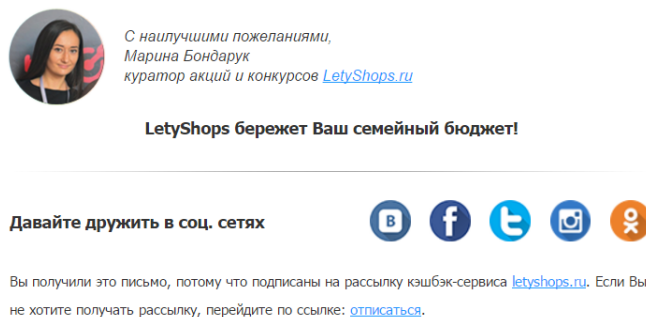 С наилучшими пожеланиями,
Марина Бондарук
куратор акций и конкурсов LetyShops.ru
LetyShops бережет Ваш семейный бюджет!
Давайте дружить в соц. сетях
Вы получили это письмо, потому что подписаны на рассылку кэшбэк-сервиса letyshops.ru. Если Вы
не хотите получать рассылку, перейдите по ссылке: отписаться.